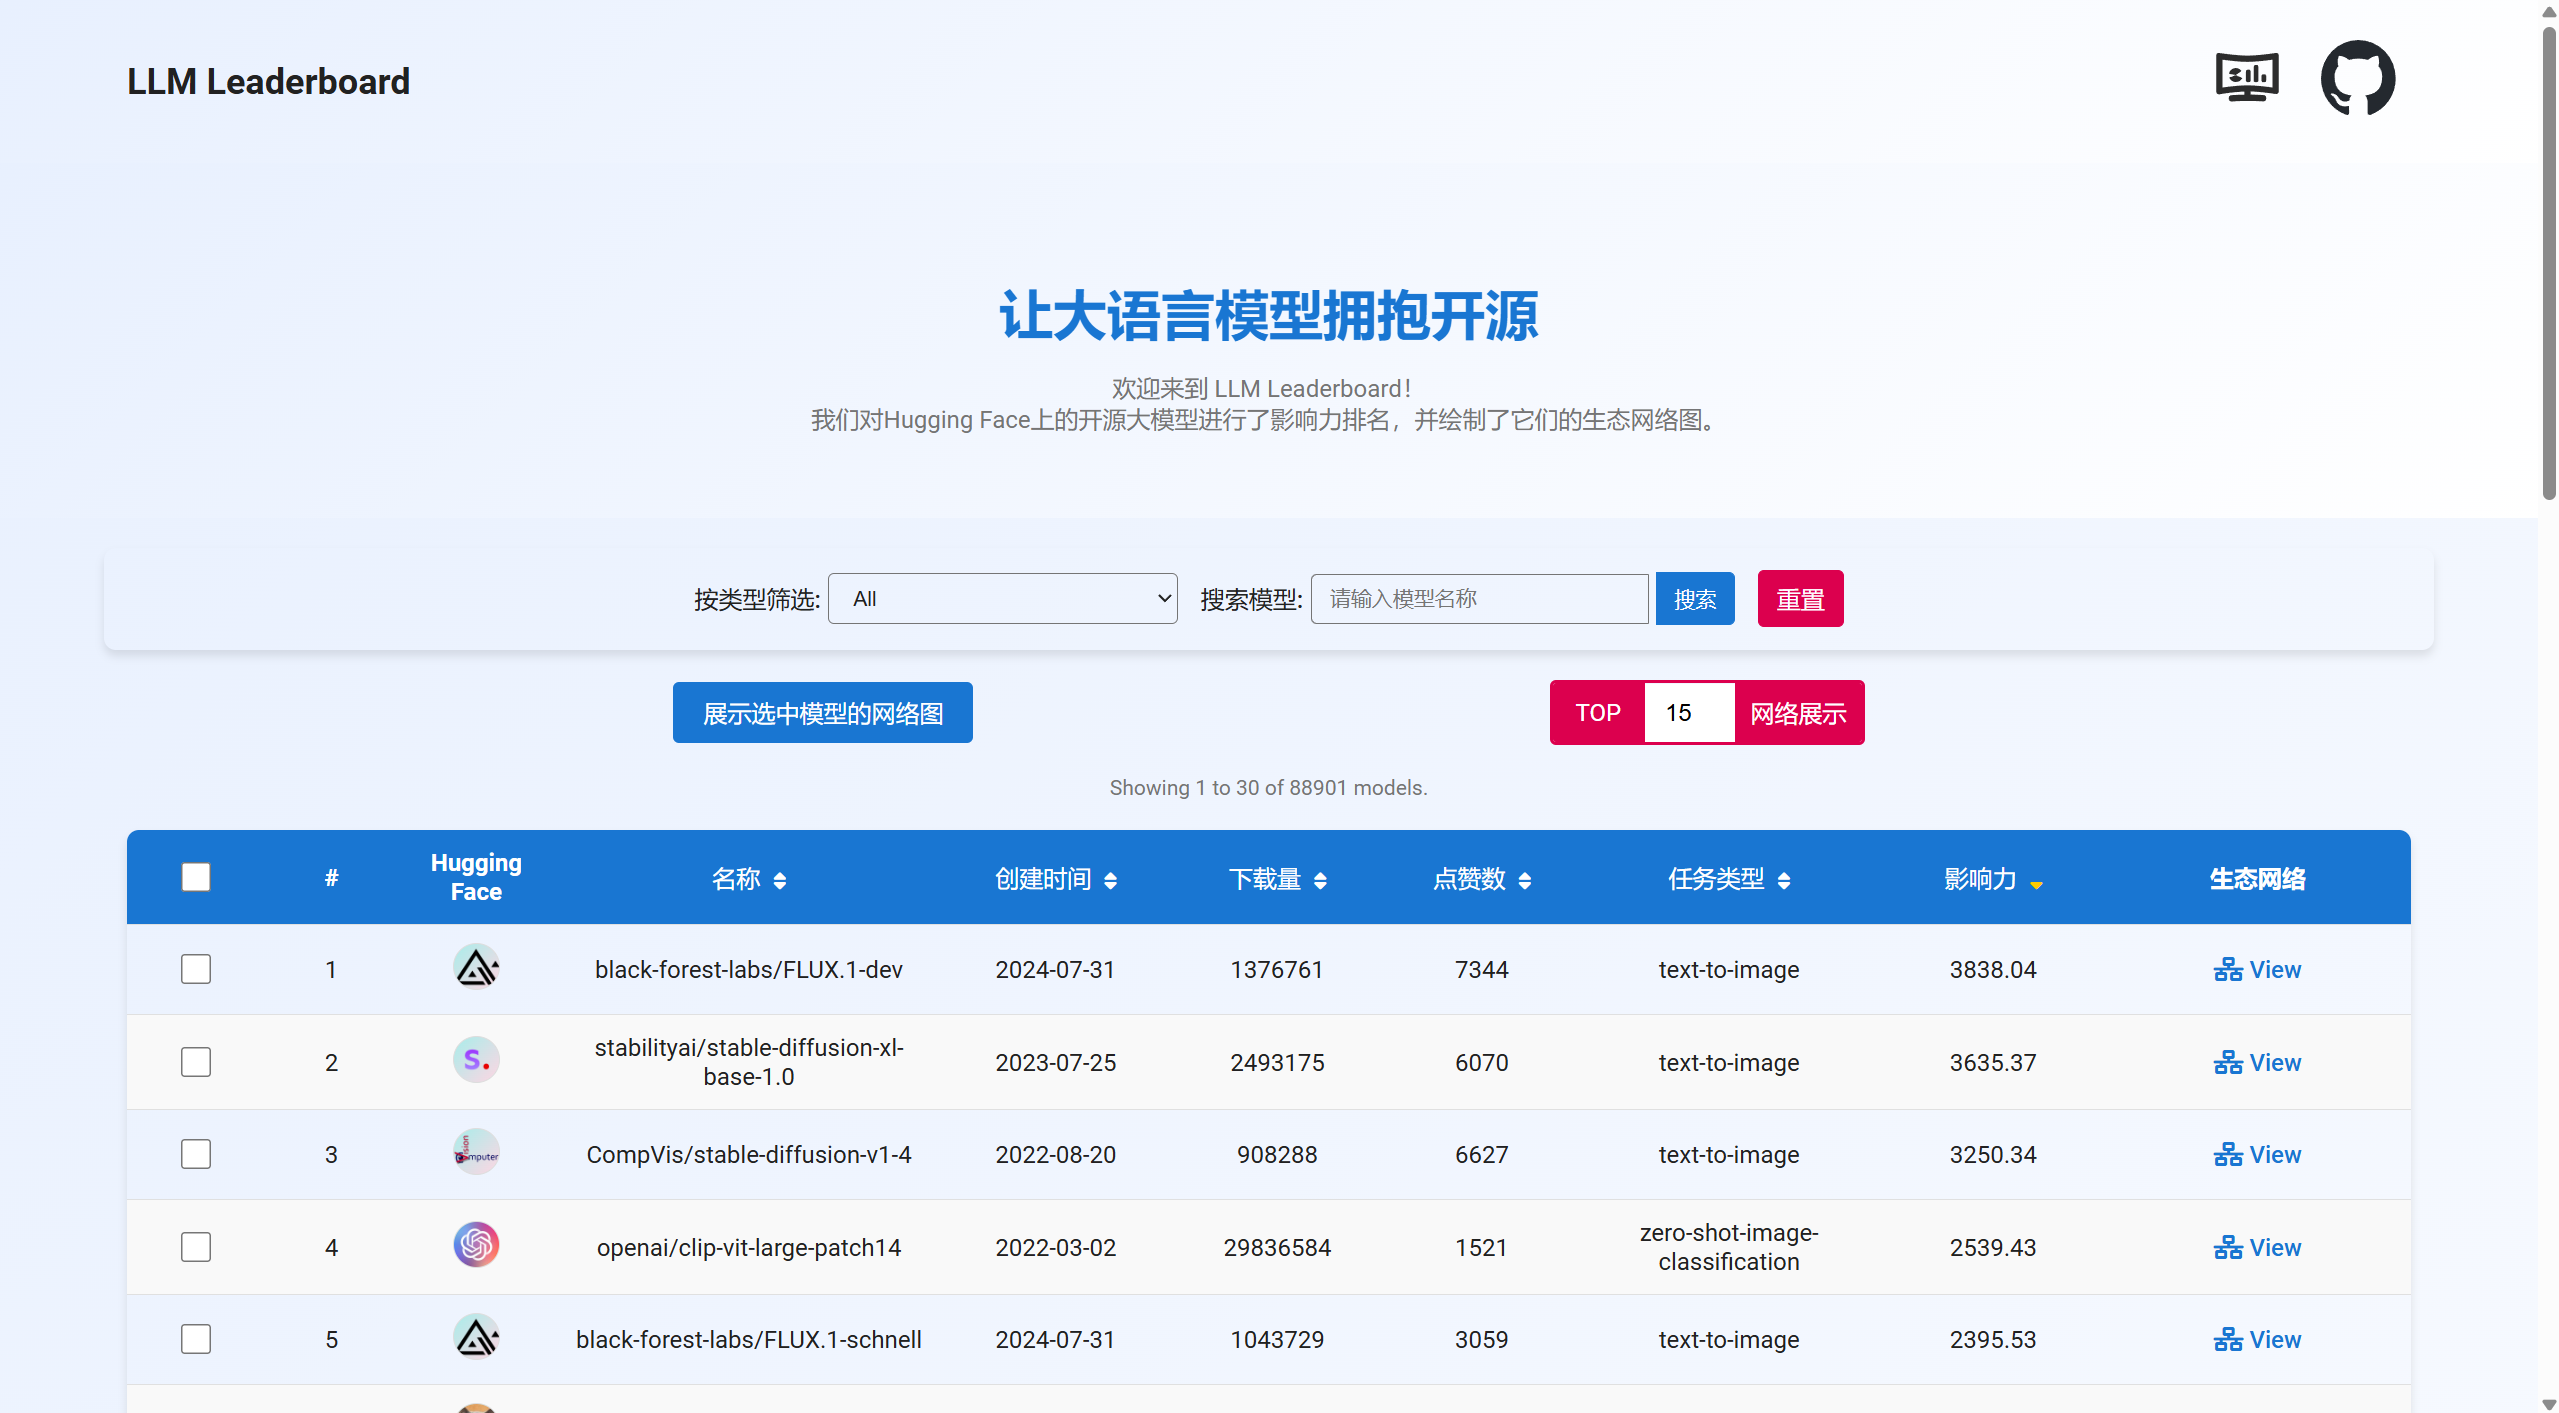 LLM Leaderboard
让大语言模型拥抱开源
欢迎来到 LLM Leaderboard！
我们对Hugging Face上的开源大模型进行了影响力排名，并绘制了它们的生态网络图。
按类型筛选: All 搜索模型: 请输入模型名称 搜索 重置
展示选中模型的网络图 TOP 15 网络展示
Showing 1 to 30 of 88901 models.
# Hugging Face 名称 创建时间 下载量 点赞数 任务类型 影响力 生态网络
1 black-forest-labs/FLUX.1-dev 2024-07-31 1376761 7344 text-to-image 3838.04 View
2 S. stabilityai/stable-diffusion-xl-base-1.0 2023-07-25 2493175 6070 text-to-image 3635.37 View
3 CompVis/stable-diffusion-v1-4 2022-08-20 908288 6627 text-to-image 3250.34 View
4 openai/clip-vit-large-patch14 2022-03-02 29836584 1521 zero-shot-image-classification 2539.43 View
5 black-forest-labs/FLUX.1-schnell 2024-07-31 1043729 3059 text-to-image 2395.53 View